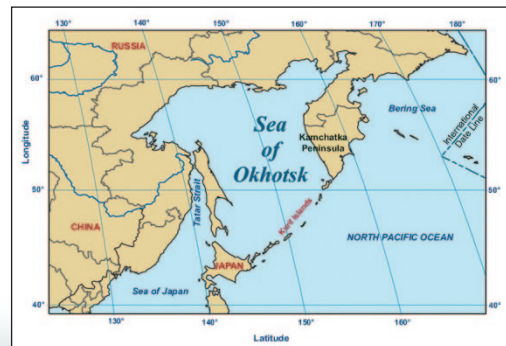 130°
140°
150°
160°
170°
180°
RUSSIA
60°
60°
Bering Sea
International
Date Line
Sea
of
Okhotsk
Kamchatka
Peninsula
Longitude
Tatar Strait
50°
50°
Kuril Islands
CHINA
NORTH PACIFIC OCEAN
JAPAN
Sea of Japan
40°
40°
130°
140°
150°
160°
Latitude